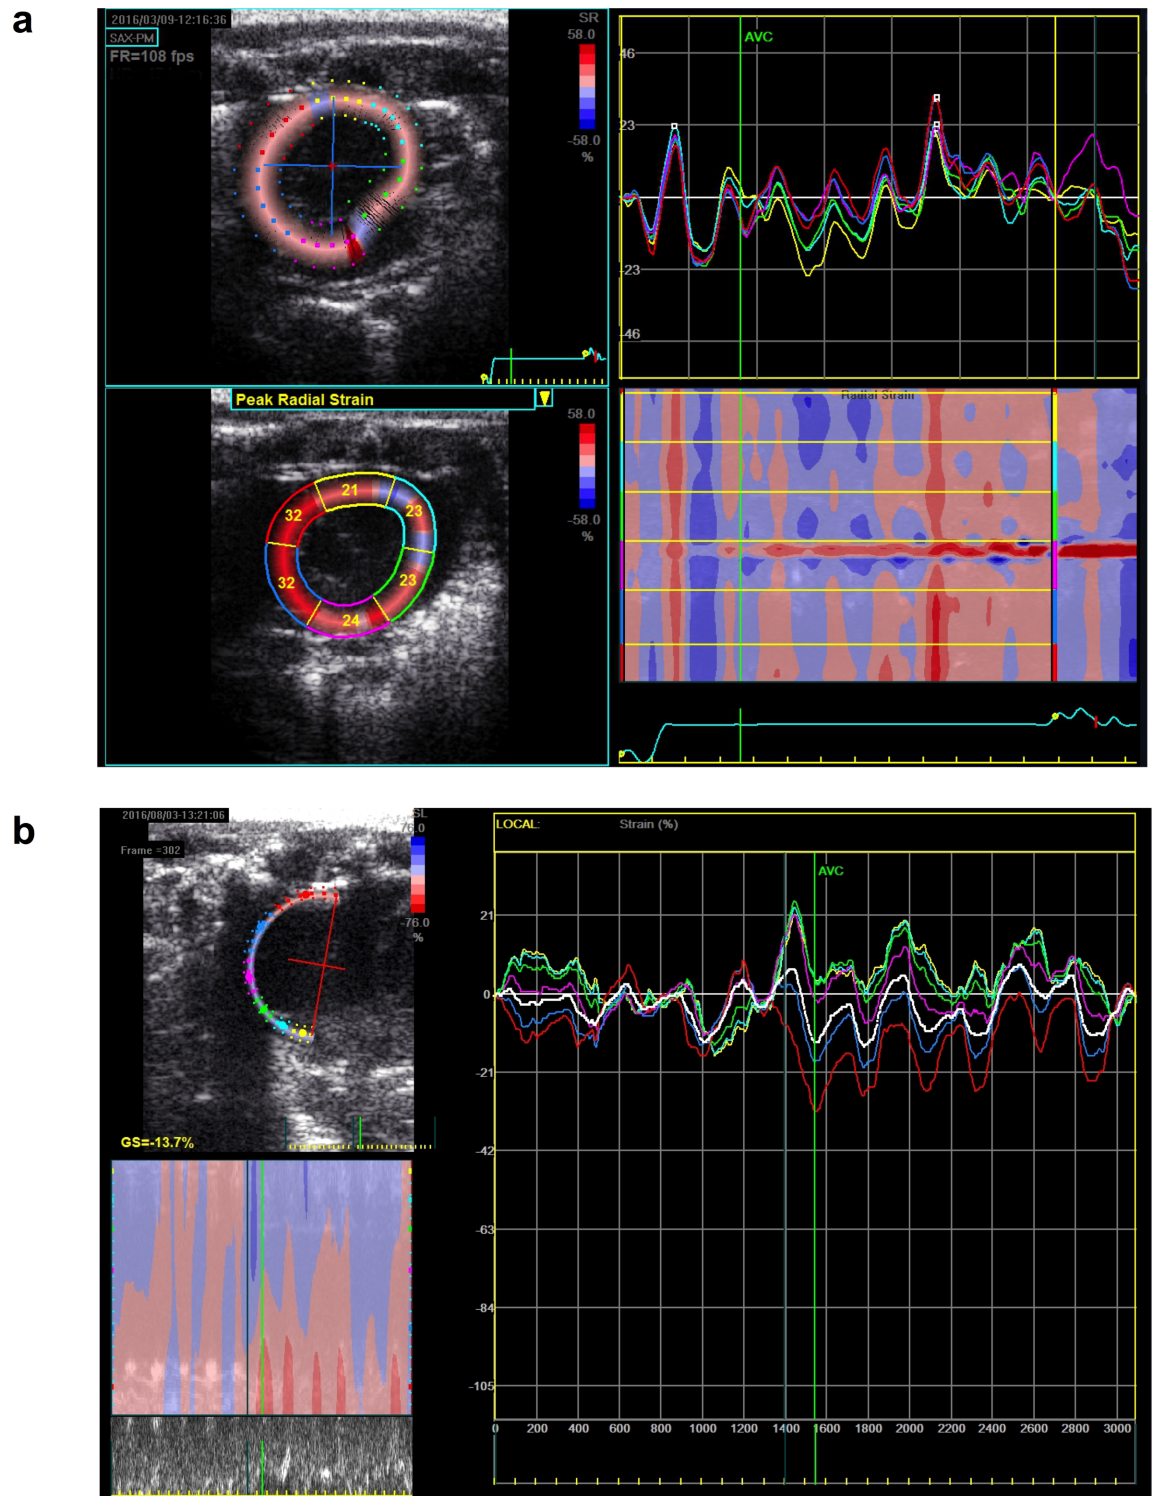 a
2016/03/09-12:16:36
SAX-PM
FR=108 fps
SR
58.0
-58.0
%
AVC
46
23
-23
-46
Peak Radial Strain
58.0
-58.0
%
21
23
23
24
32
32
Radial Strain
b
2016/08/03-13:21:06
Frame =302
SL
76.0
-76.0
%
GS=-13.7%
LOCAL:
Strain (%)
AVC
21
0
-21
-42
-63
-84
-105
0 200 400 600 800 1000 1200 1400 1600 1800 2000 2200 2400 2600 2800 3000